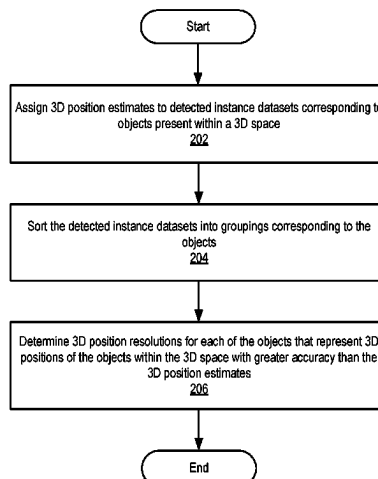 Start
Assign 3D position estimates to detected instance datasets corresponding to
objects present within a 3D space
202
Sort the detected instance datasets into groupings corresponding to the
objects
204
Determine 3D position resolutions for each of the objects that represent 3D
positions of the objects within the 3D space with greater accuracy than the
3D position estimates
206
End